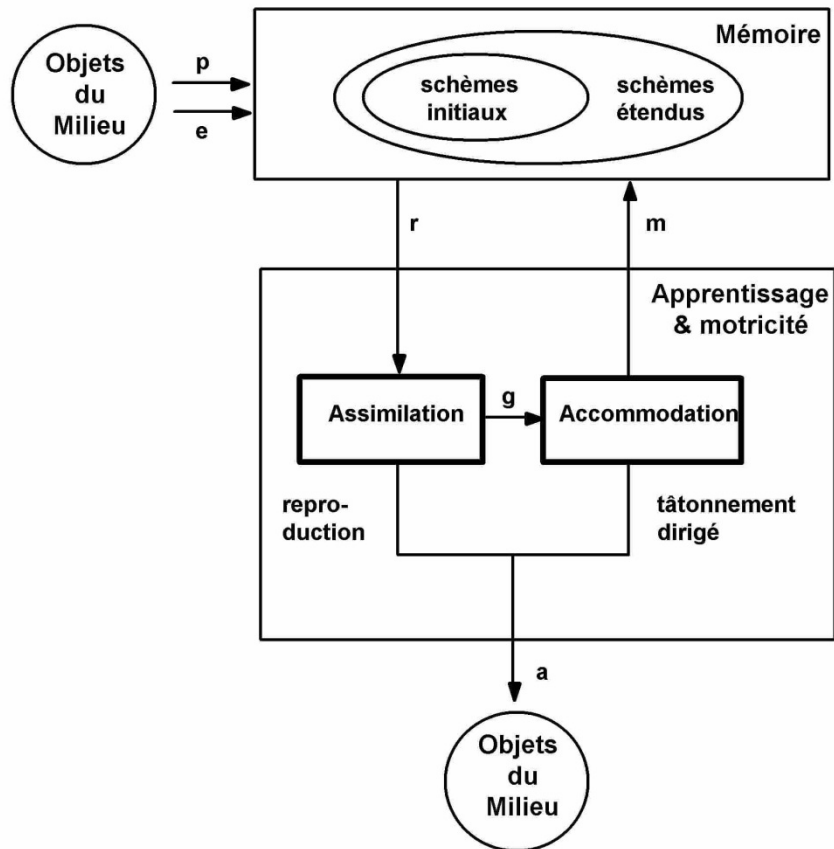 Objets
du
Milieu
p
e
Mémoire
schèmes
initiaux
schèmes
étendus
r
m
Apprentissage
& motricité
Assimilation
g
Accommodation
repro-
duction
tâtonnement
dirigé
a
Objets
du
Milieu